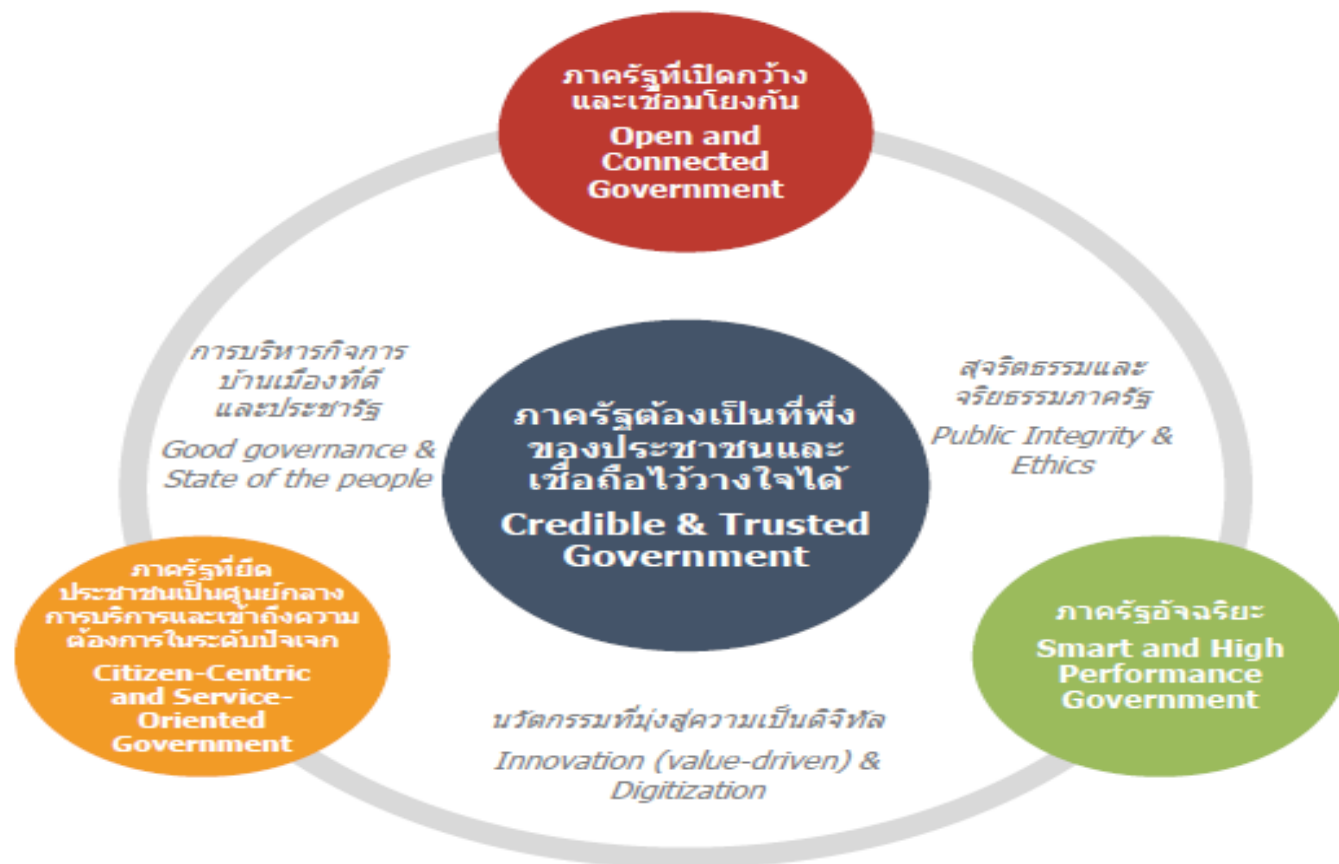 ภาครัฐที่เปิดกว้าง
และเชื่อมโยงกัน
Open and
Connected
Government
การบริหารกิจการ
บ้านเมืองที่ดี
และประชารัฐ
Good governance &
State of the people
สุจริตธรรมและ
จริยธรรมภาครัฐ
Public Integrity &
Ethics
ภาครัฐต้องเป็นที่พึ่ง
ของประชาชนและ
เชื่อถือไว้วางใจได้
Credible & Trusted
Government
ภาครัฐที่ยึด
ประชาชนเป็นศูนย์กลาง
การบริการและเข้าถึงความ
ต้องการในระดับปัจเจก
Citizen-Centric
and Service-
Oriented
Government
ภาครัฐอัจฉริยะ
Smart and High
Performance
Government
นวัตกรรมที่มุ่งสู่ความเป็นดิจิทัล
Innovation (value-driven) &
Digitization